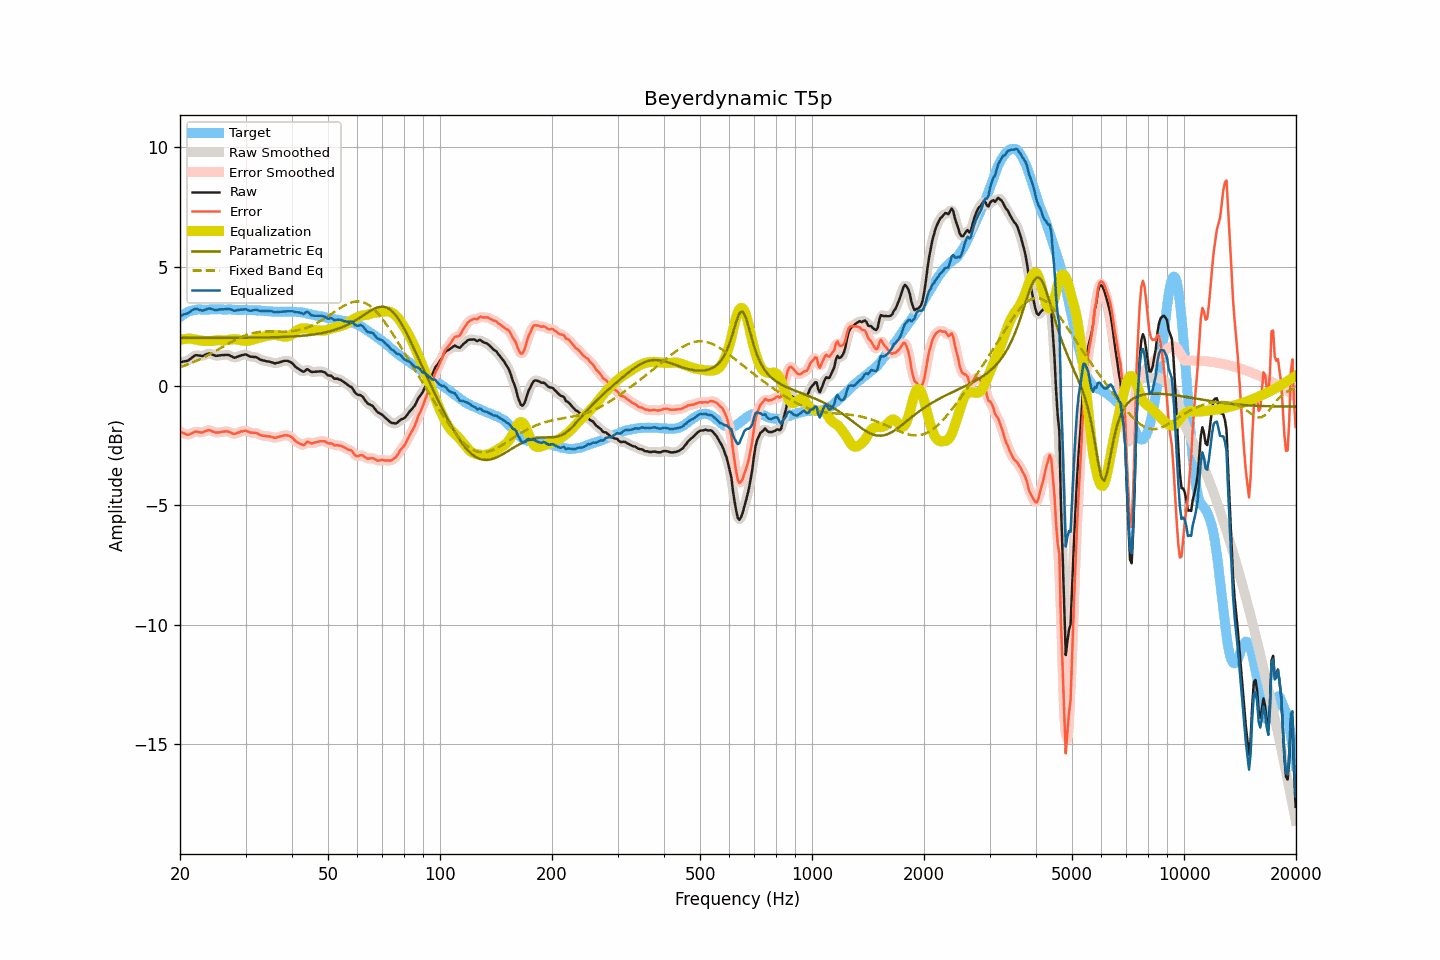 Beyerdynamic T5p
Target
Raw Smoothed
Error Smoothed
Raw
Error
Equalization
Parametric Eq
Fixed Band Eq
Equalized
10
5
0
−5
−10
−15
Amplitude (dBr)
20 50 100 200 500 1000 2000 5000 10000 20000
Frequency (Hz)